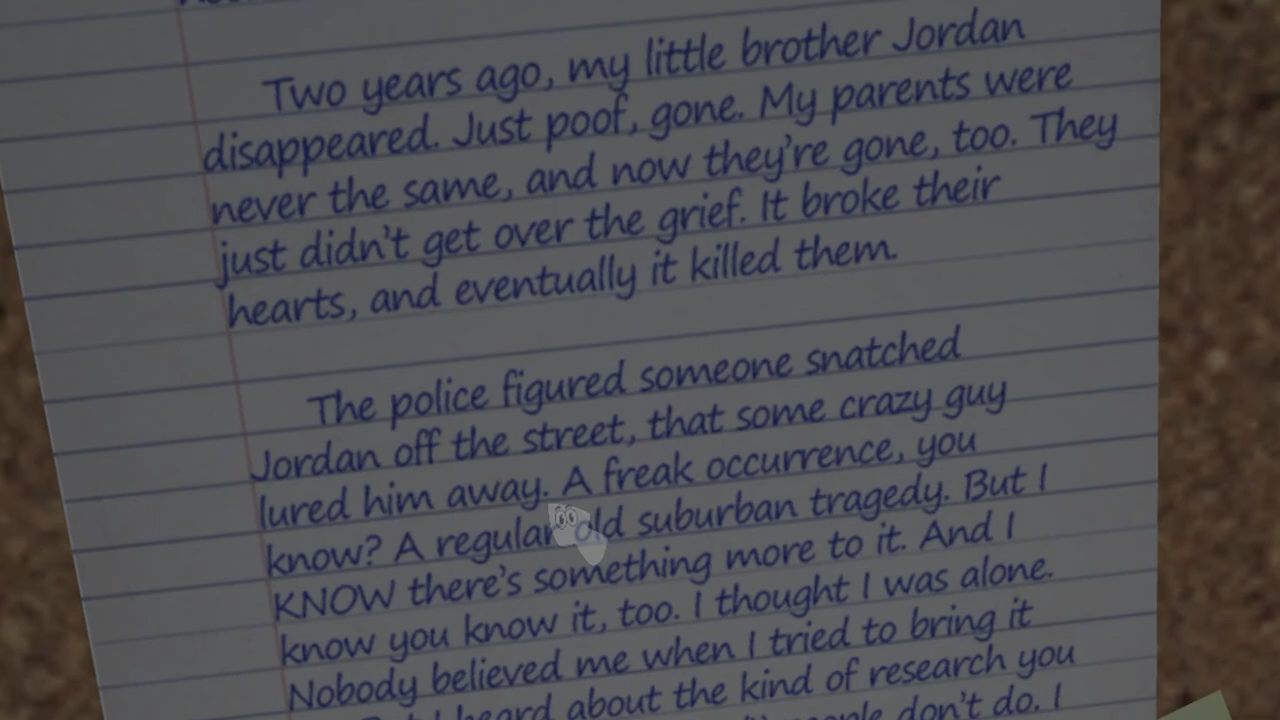 Two years ago, my little brother Jordan
disappeared. Just poof, gone. My parents were
never the same, and now they're gone, too. They
just didn't get over the grief. It broke their
hearts, and eventually it killed them.
The police figured someone snatched
Jordan off the street, that some crazy guy
lured him away. A freak occurrence, you
know? A regular old suburban tragedy. But I
KNOW there's something more to it. And I
know you know it, too. I thought I was alone.
Nobody believed me when I tried to bring it
heard about the kind of research you
don't do. I